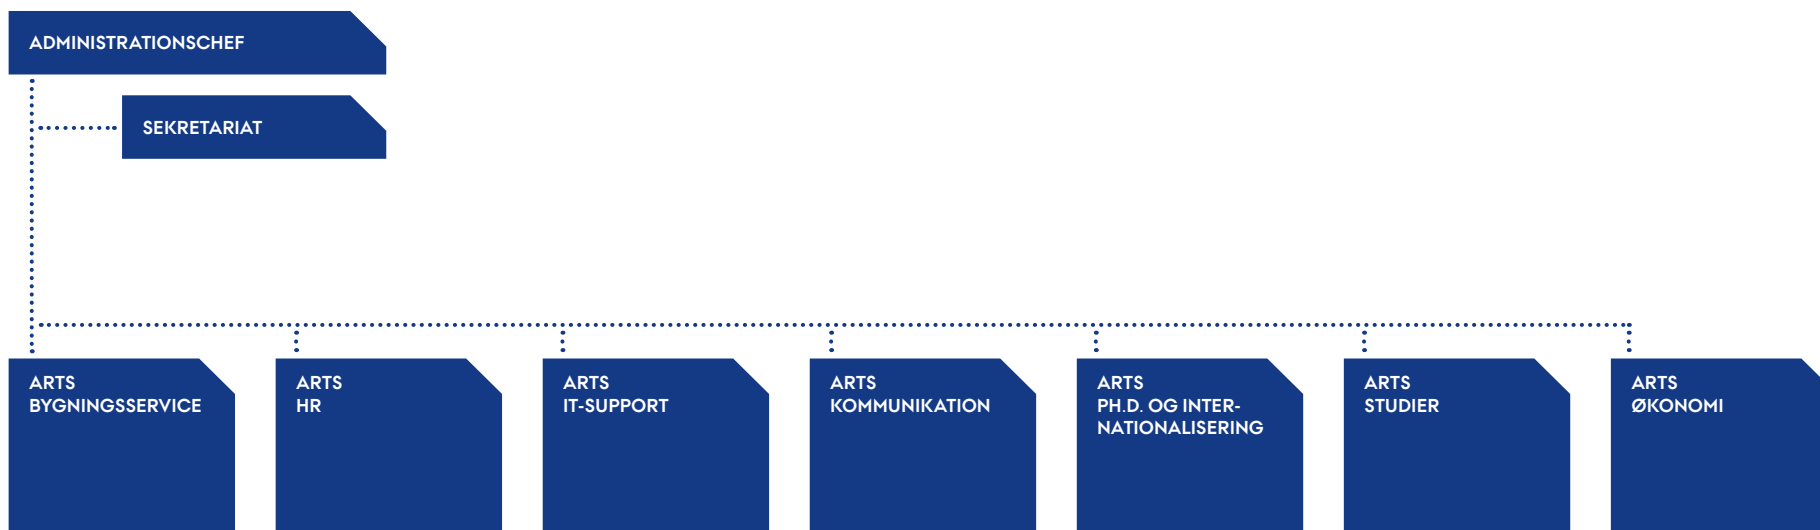 ADMINISTRATIONSCHEF
SEKRETARIAT
ARTS
BYGNINGSSERVICE
ARTS
HR
ARTS
IT-SUPPORT
ARTS
KOMMUNIKATION
ARTS
PH.D. OG INTER-
NATIONALISERING
ARTS
STUDIER
ARTS
ØKONOMI